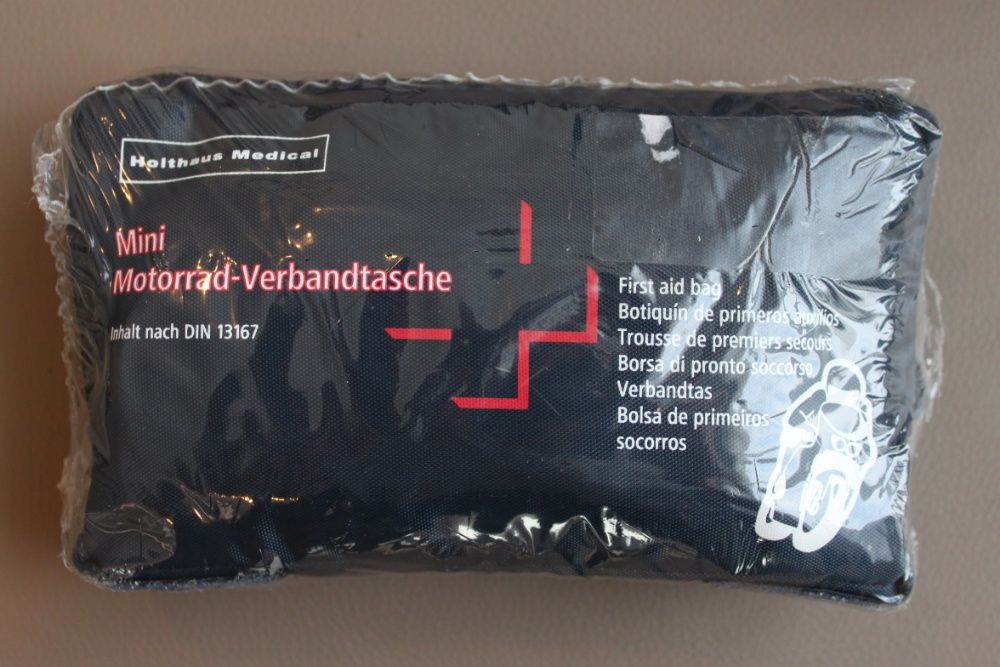 Holthaus Medical
Mini
Motorrad-Verbandtasche
Inhalt nach DIN 13167
First aid bag
Botiquín de primeros auxilios
Trousse de premiers secours
Borsa di pronto soccorso
Verbandtas
Bolsa de primeiros
socorros